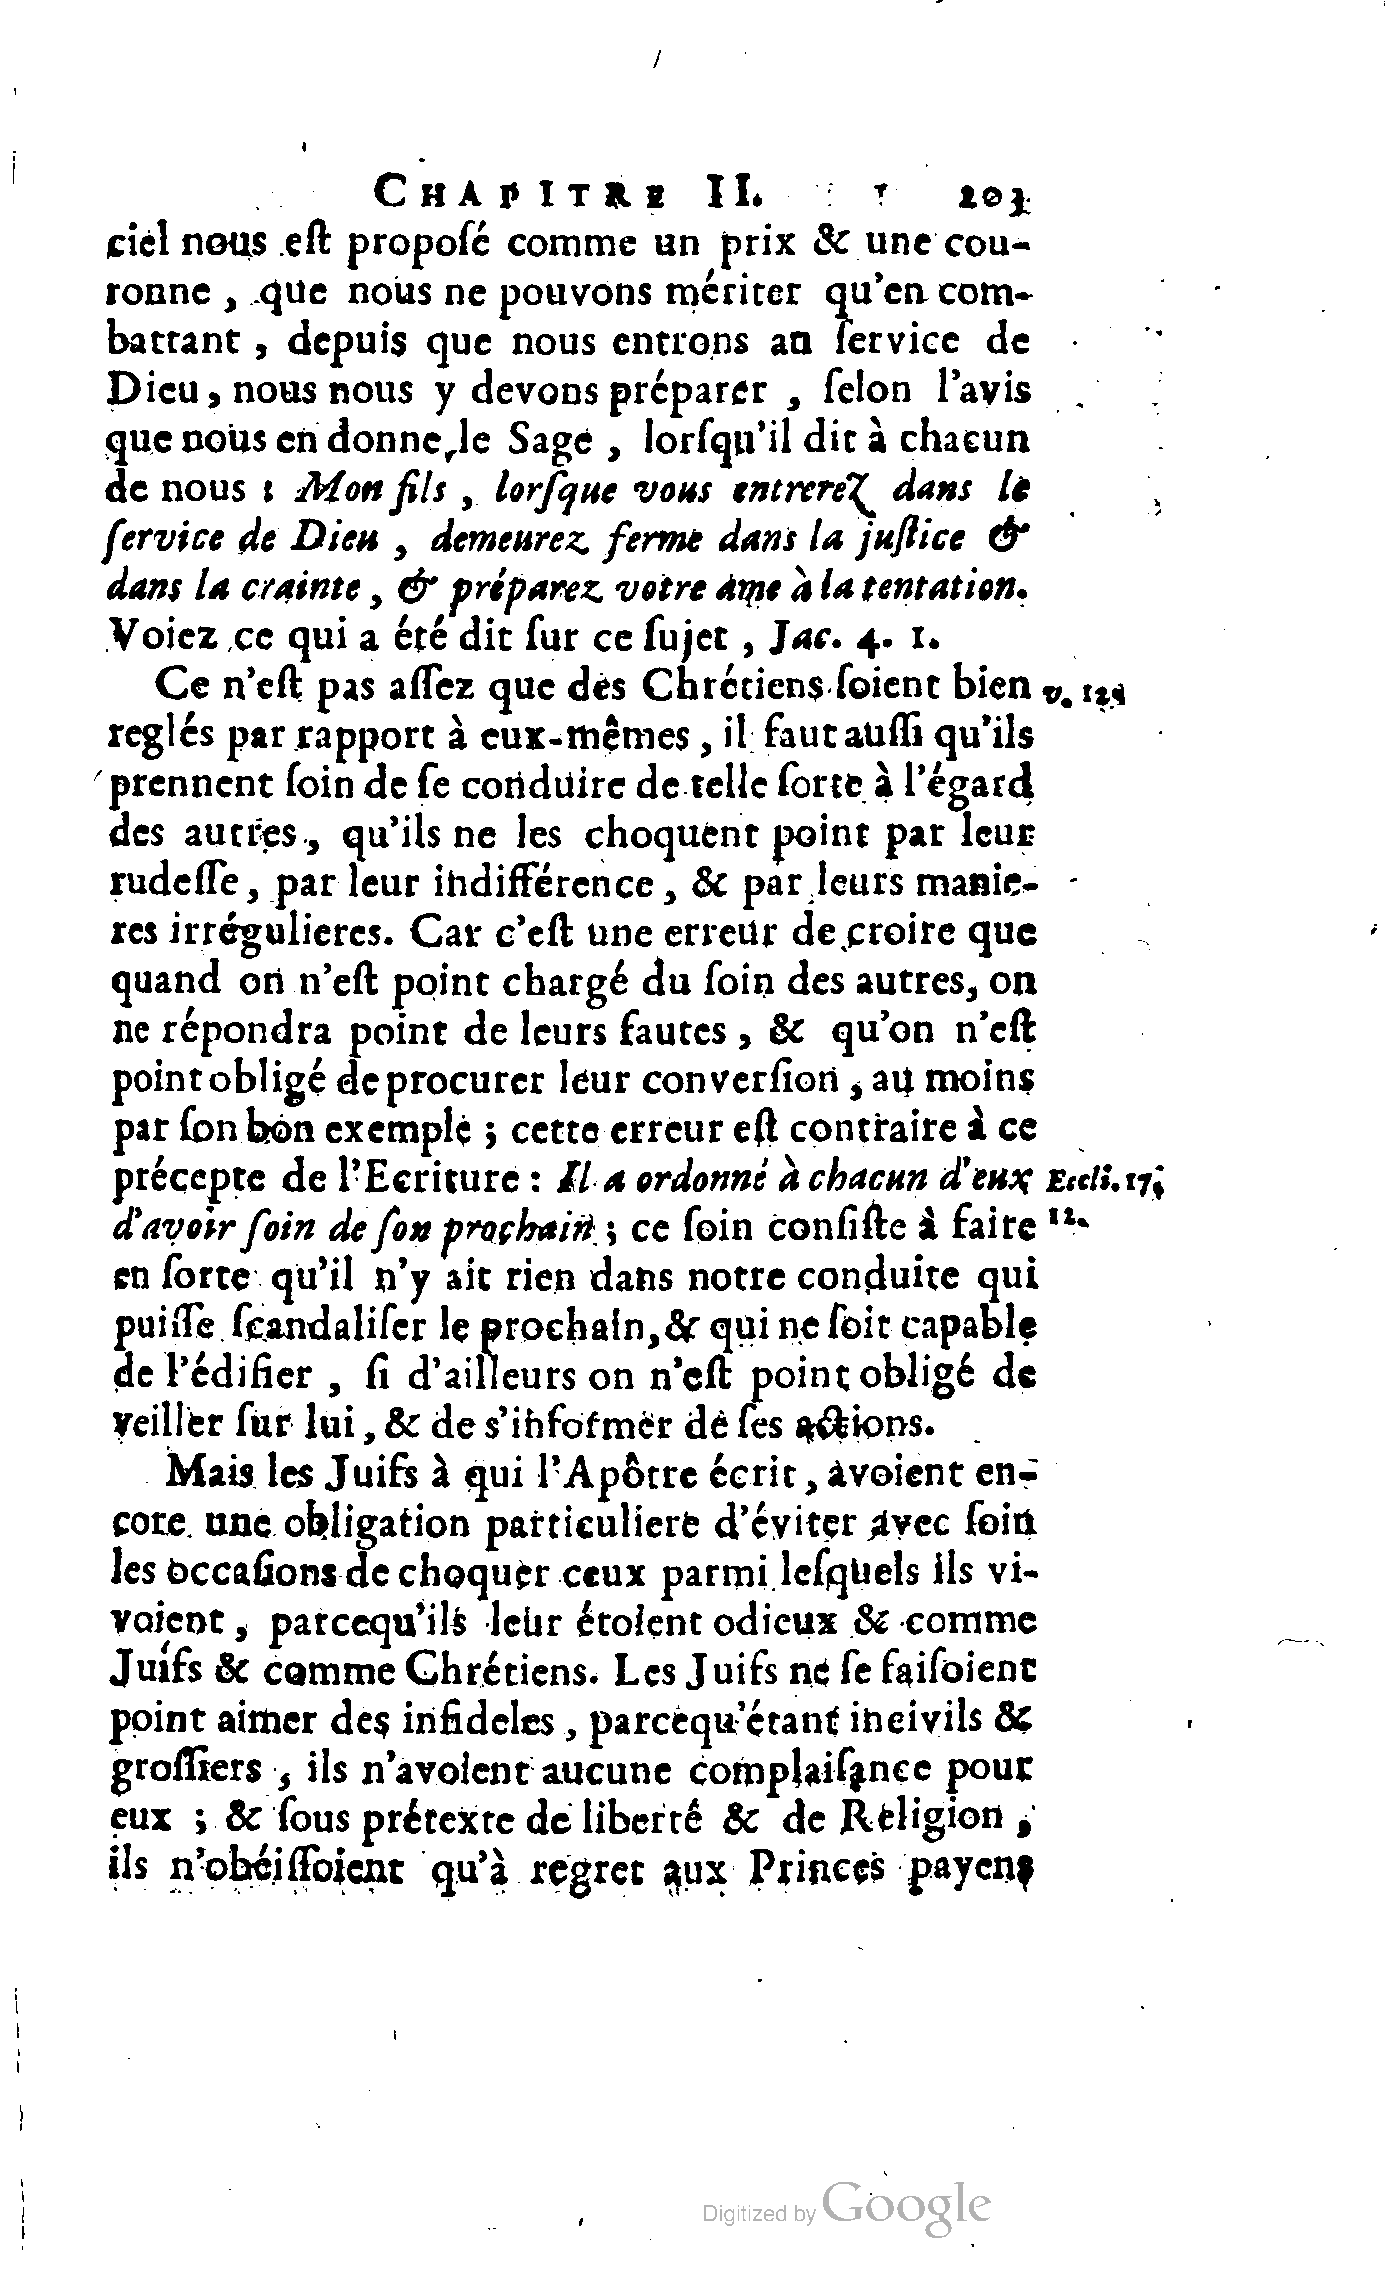 CHAPITRE II. 203
ciel nous est proposé comme un prix & une cou-
ronne, que nous ne pouvons mériter qu'en com-
battant, depuis que nous entrons au ſervice de
Dieu, nous nous y devons préparer, ſelon l'avis
que nous en donne le Sage, lorſqu'il dit à chacun
de nous : Mon fils, lorſque vous entrerez dans le
ſervice de Dieu, demeurez ferme dans la juſtice &
dans la crainte, & préparez votre ame à la tentation.
Voiez ce qui a été dit ſur ce ſujet, Jac. 4. 1.
Ce n'eſt pas aſſez que des Chrétiens ſoient bien v. 12.
reglés par rapport à eux-mêmes, il faut auſſi qu'ils
prennent ſoin de ſe conduire de telle ſorte à l'égard
des autres, qu'ils ne les choquent point par leur
rudeſſe, par leur indifférence, & par leurs manie-
res irrégulieres. Car c'eſt une erreur de croire que
quand on n'eſt point chargé du ſoin des autres, on
ne répondra point de leurs fautes, & qu'on n'eſt
point obligé de procurer leur converſion, au moins
par ſon bon exemple ; cette erreur eſt contraire à ce
précepte de l'Ecriture : Il a ordonné à chacun d'eux Eccli. 17.
d'avoir ſoin de ſon prochain ; ce ſoin conſiſte à faire 12.
en ſorte qu'il n'y ait rien dans notre conduite qui
puiſſe ſcandaliſer le prochain, & qui ne ſoit capable
de l'édifier, ſi d'ailleurs on n'eſt point obligé de
veiller ſur lui, & de s'informer de ſes actions.
Mais les Juifs à qui l'Apôtre écrit, avoient en-
core une obligation particuliere d'éviter avec ſoin
les occaſions de choquer ceux parmi leſquels ils vi-
voient, parcequ'ils leur étoient odieux & comme
Juifs & comme Chrétiens. Les Juifs ne ſe faiſoient
point aimer des infideles, parcequ'étant incivils &
groſſiers, ils n'avoient aucune complaiſance pour
eux ; & ſous prétexte de liberté & de Religion,
ils n'obéiſſoient qu'à regret aux Princes payens
Digitized by Google